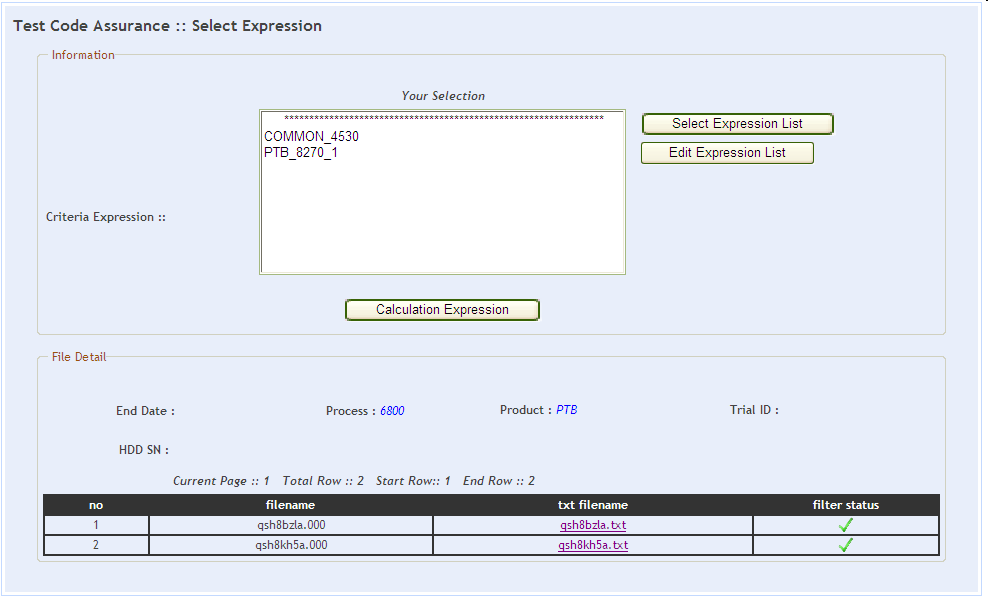 Test Code Assurance :: Select Expression
Information
Your Selection
****************************************************************
COMMON_4530
PTB_8270_1
Select Expression List
Edit Expression List
Criteria Expression ::
Calculation Expression
File Detail
End Date : Process : 6800 Product : PTB Trial ID :
HDD SN :
Current Page :: 1 Total Row :: 2 Start Row:: 1 End Row :: 2
no filename txt filename filter status
1 qsh8bzla.000 qsh8bzla.txt
2 qsh8kh5a.000 qsh8kh5a.txt